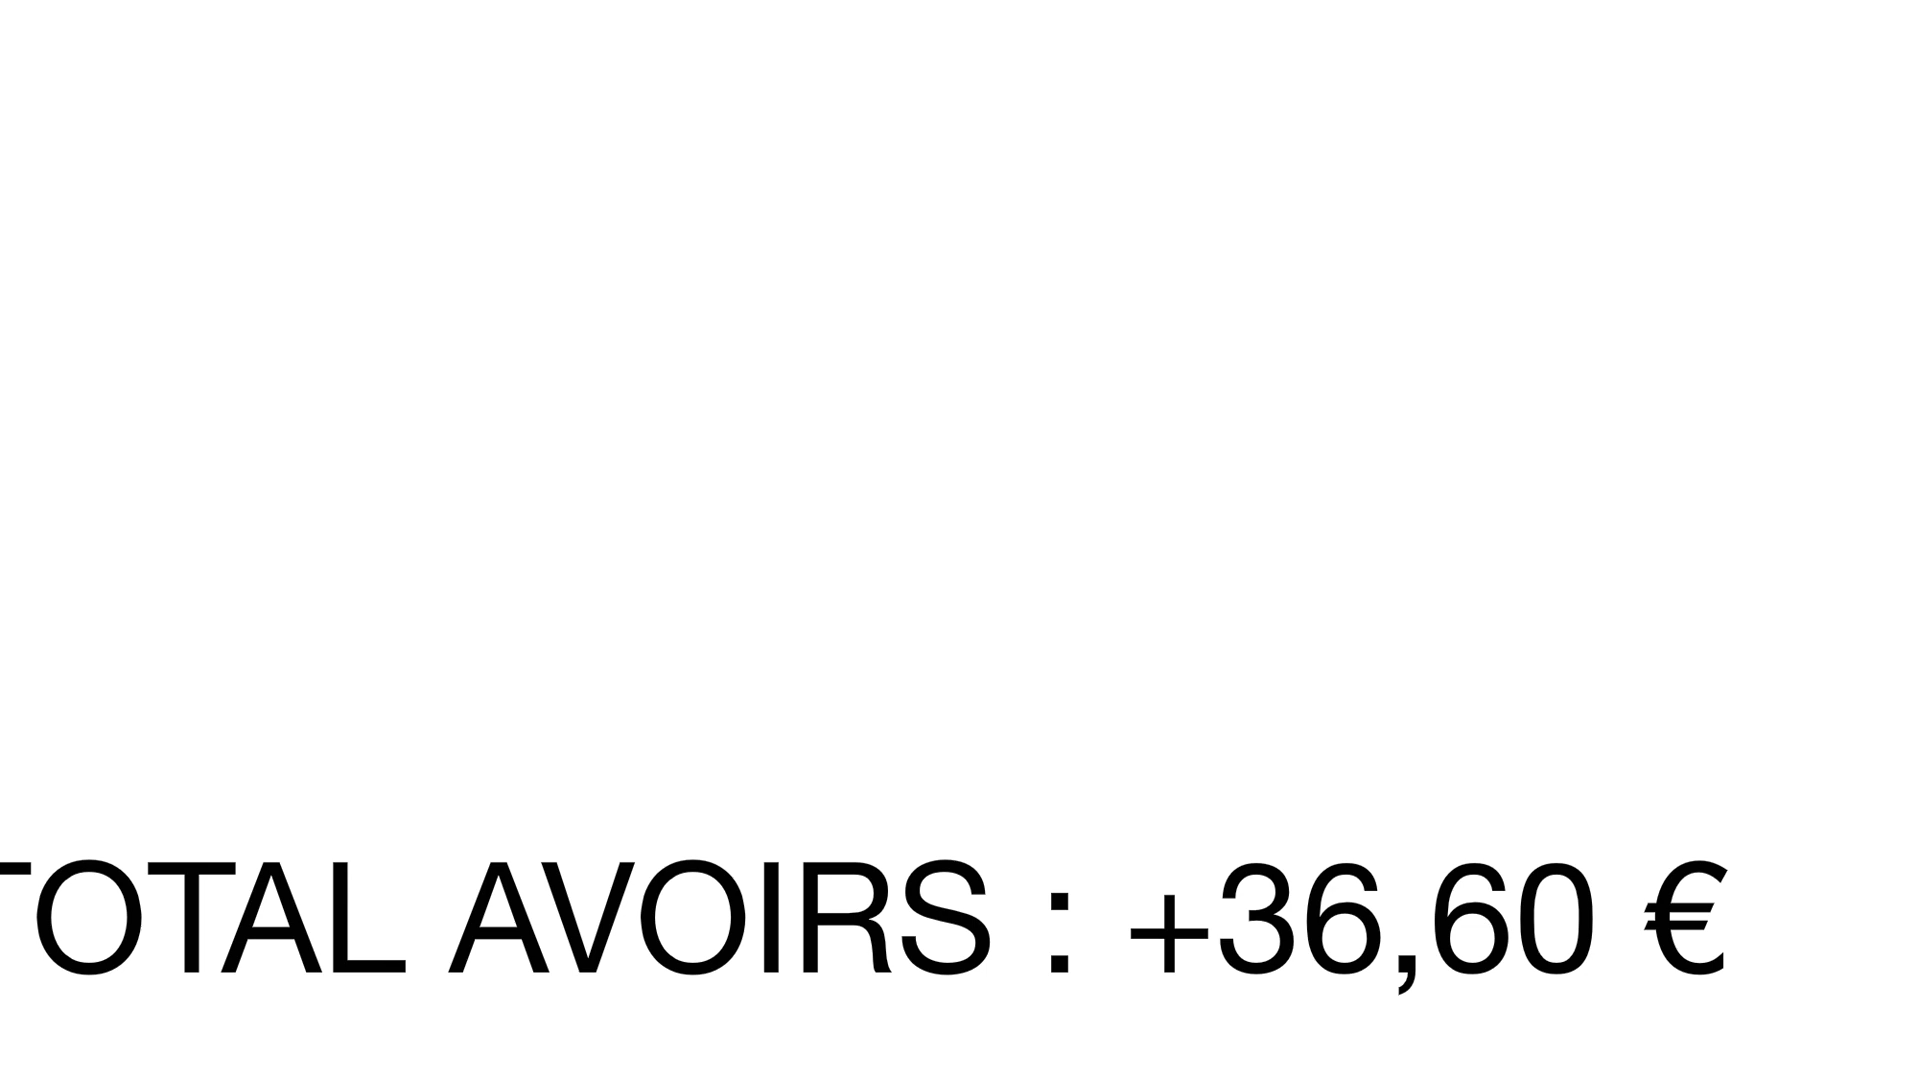 TOTAL AVOIRS : +36,60 €